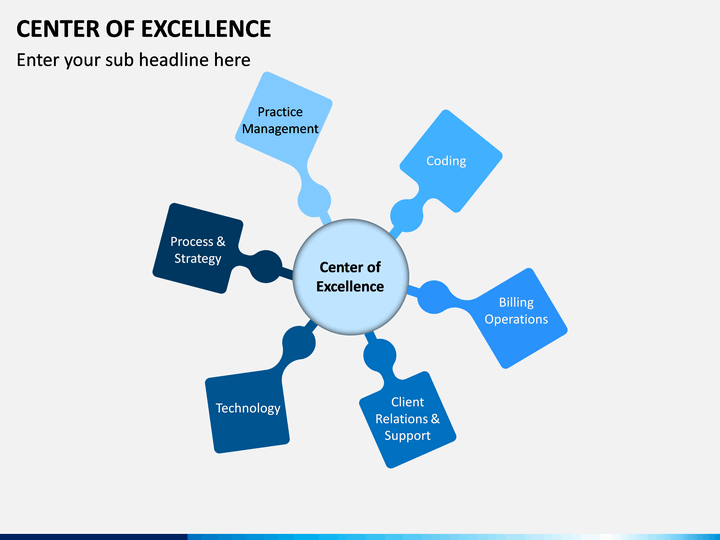 CENTER OF EXCELLENCE
Enter your sub headline here
Practice
Management
Coding
Process &
Strategy
Center of
Excellence
Billing
Operations
Technology
Client
Relations &
Support